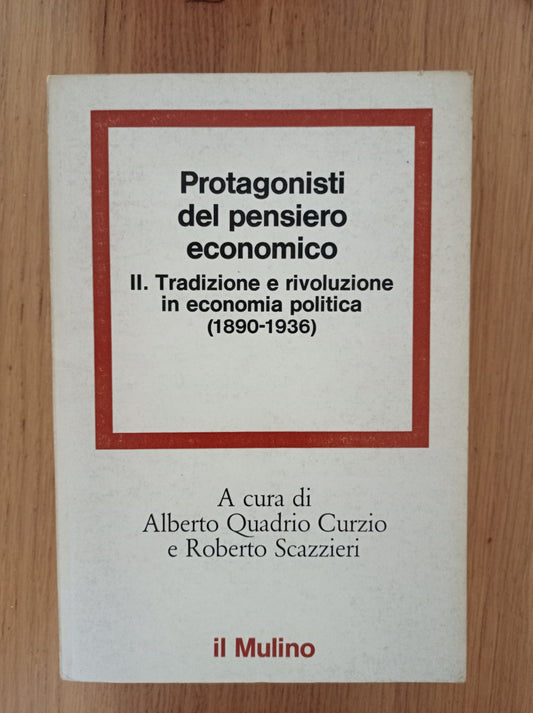 Protagonisti
del pensiero
economico
II. Tradizione e rivoluzione
in economia politica
(1890-1936)
A cura di
Alberto Quadrio Curzio
e Roberto Scazzieri
il Mulino